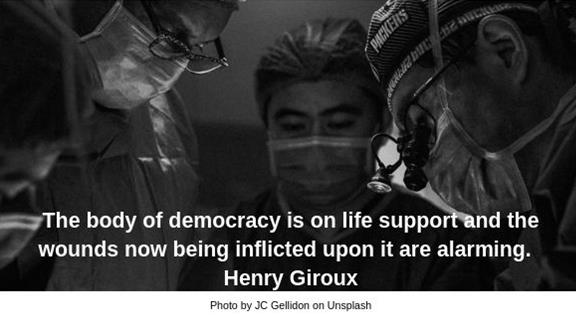 PACKERS
The body of democracy is on life support and the
wounds now being inflicted upon it are alarming.
Henry Giroux
Photo by JC Gellidon on Unsplash